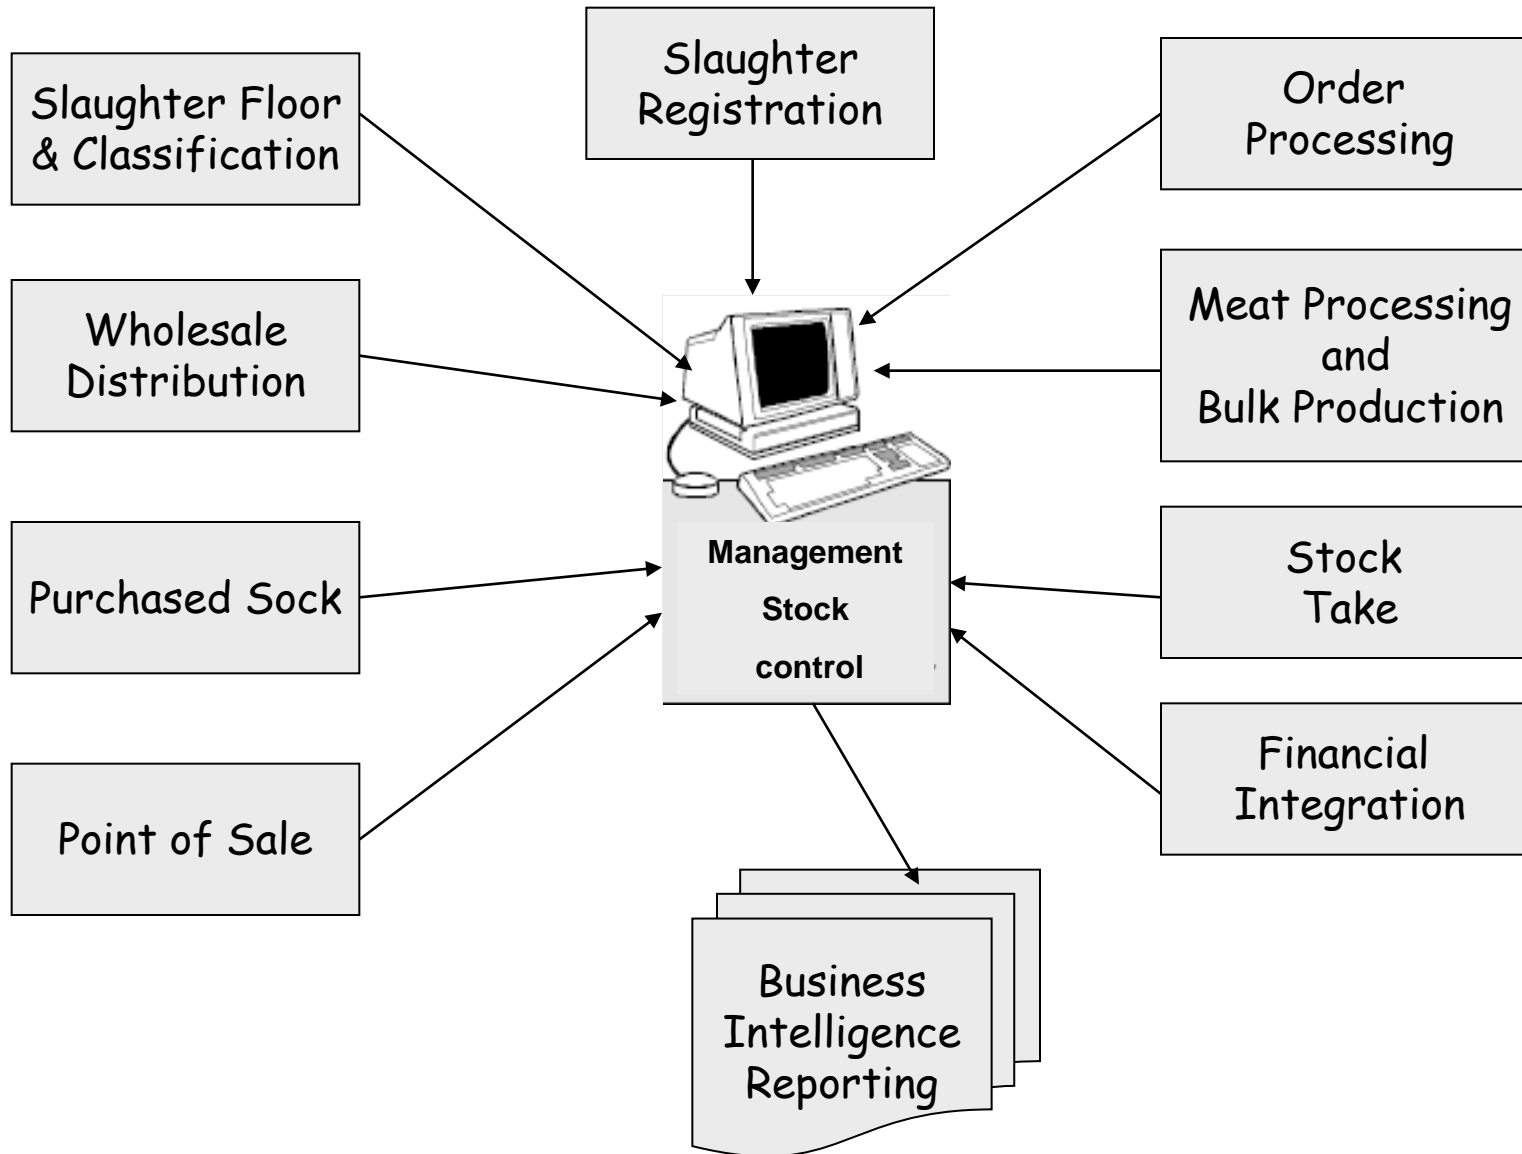 Slaughter
Registration
Slaughter Floor
& Classification
Order
Processing
Wholesale
Distribution
Meat Processing
and
Bulk Production
Purchased Sock
Management
Stock
control
Stock
Take
Point of Sale
Financial
Integration
Business
Intelligence
Reporting